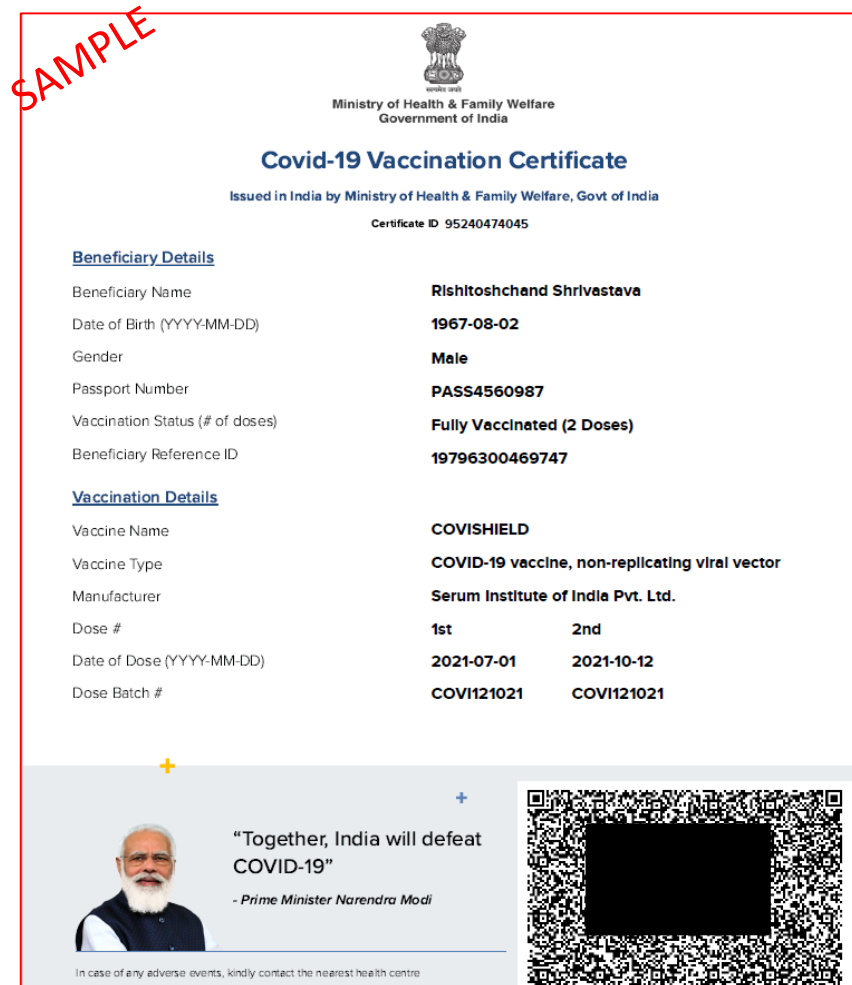 SAMPLE
सत्यमेव जयते
Ministry of Health & Family Welfare
Government of India
Covid-19 Vaccination Certificate
Issued in India by Ministry of Health & Family Welfare, Govt of India
Certificate ID 95240474045
Beneficiary Details
Beneficiary Name Rishitoshchand Shrivastava
Date of Birth (YYYY-MM-DD) 1967-08-02
Gender Male
Passport Number PASS4560987
Vaccination Status (# of doses) Fully Vaccinated (2 Doses)
Beneficiary Reference ID 19796300469747
Vaccination Details
Vaccine Name COVISHIELD
Vaccine Type COVID-19 vaccine, non-replicating viral vector
Manufacturer Serum Institute of India Pvt. Ltd.
Dose # 1st 2nd
Date of Dose (YYYY-MM-DD) 2021-07-01 2021-10-12
Dose Batch # COVI121021 COVI121021
“Together, India will defeat
COVID-19”
- Prime Minister Narendra Modi
In case of any adverse events, kindly contact the nearest health centre